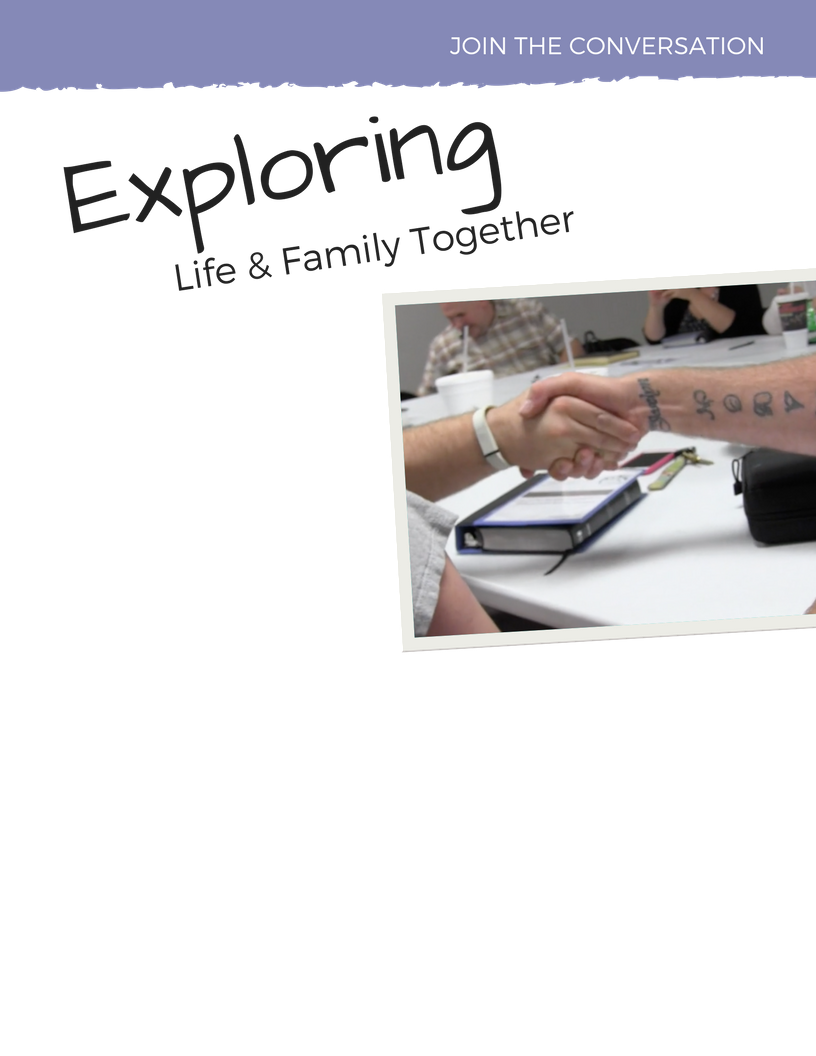 JOIN THE CONVERSATION
Exploring
Life & Family Together